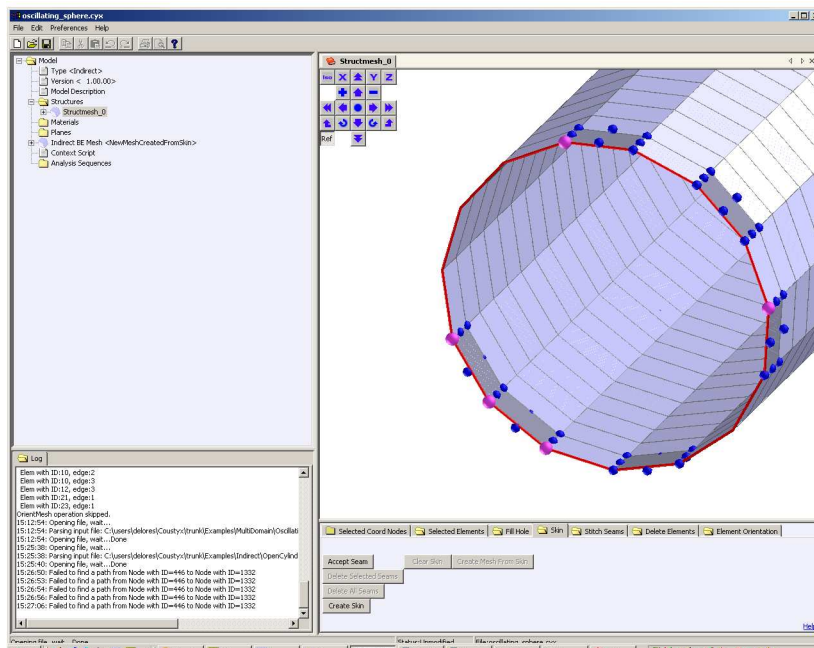 oscillating_sphere.cyx
File Edit Preferences Help
Model
Type <Indirect>
Version < 1.00.00>
Model Description
Structures
Structmesh_0
Materials
Planes
Indirect BE Mesh <NewMeshCreatedFromSkin>
Context Script
Analysis Sequences
Structmesh_0
X Y Z
Ref
Log
Elem with ID:10, edge:2
Elem with ID:10, edge:3
Elem with ID:12, edge:3
Elem with ID:21, edge:1
Elem with ID:23, edge:1
OrientMesh operation skipped.
15:12:54: Opening file, wait...
15:12:54: Parsing input file: C:\users\delores\Coustyx\trunk\Examples\MultiDomain\Oscillati
15:12:54: Opening file, wait...Done
15:25:38: Opening file, wait...
15:25:38: Parsing input file: C:\users\delores\Coustyx\trunk\Examples\Indirect\OpenCylind
15:25:40: Opening file, wait...Done
15:26:50: Failed to find a path from Node with ID=446 to Node with ID=1332
15:26:53: Failed to find a path from Node with ID=446 to Node with ID=1332
15:26:54: Failed to find a path from Node with ID=446 to Node with ID=1332
15:26:56: Failed to find a path from Node with ID=446 to Node with ID=1332
15:27:06: Failed to find a path from Node with ID=446 to Node with ID=1332
Selected Coord Nodes Selected Elements Fill Hole Skin Stitch Seams Delete Elements Element Orientation
Accept Seam Clear Skin Create Mesh From Skin
Delete Selected Seams
Delete All Seams
Create Skin
Help
Opening file, wait...Done Status:Unmodified File:oscillating_sphere.cyx